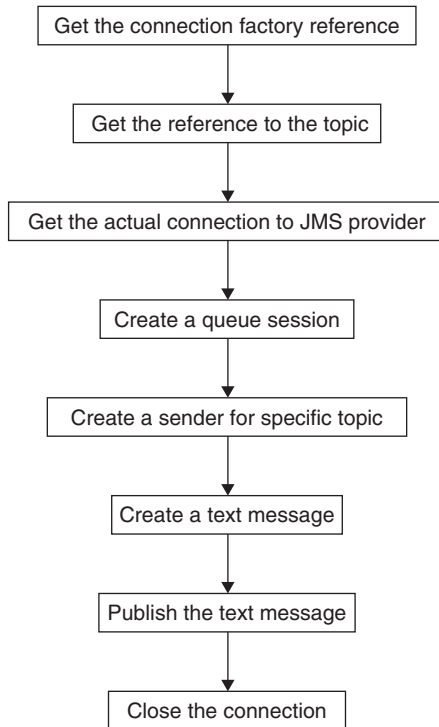 Get the connection factory reference
Get the reference to the topic
Get the actual connection to JMS provider
Create a queue session
Create a sender for specific topic
Create a text message
Publish the text message
Close the connection